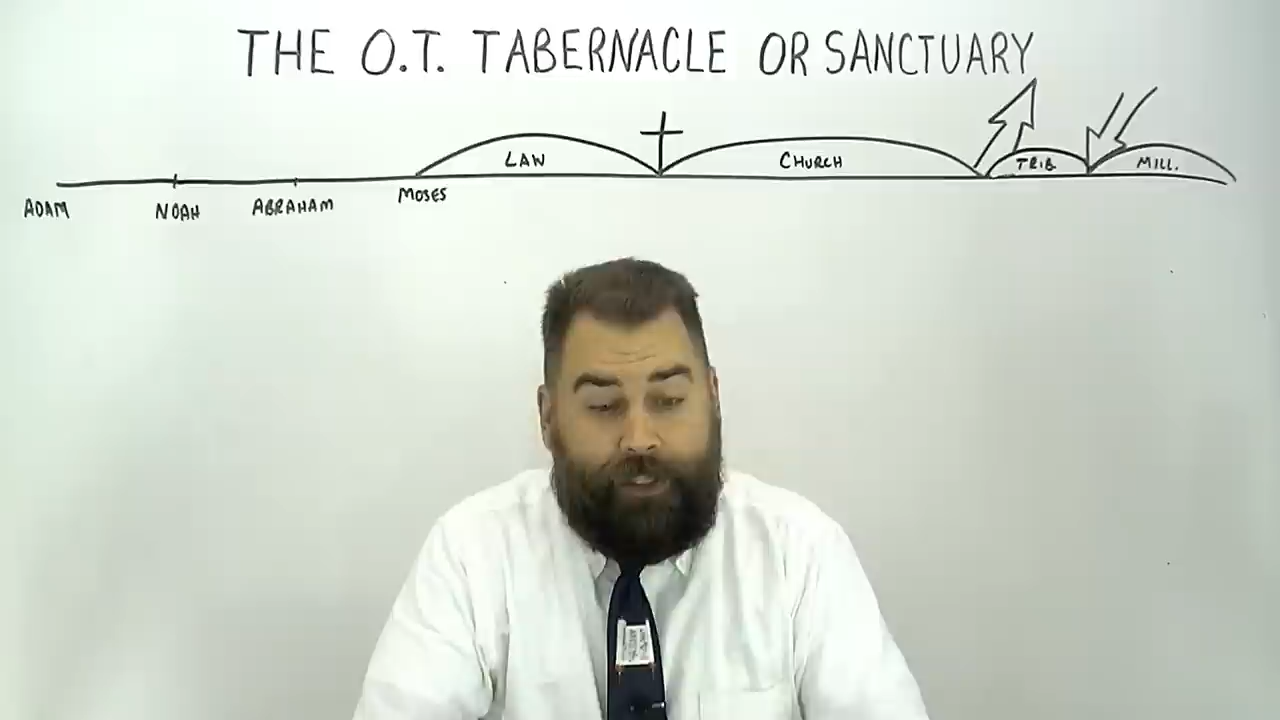 THE O.T. TABERNACLE OR SANCTUARY
LAW CHURCH TRIB MILL.
ADAM NOAH ABRAHAM MOSES